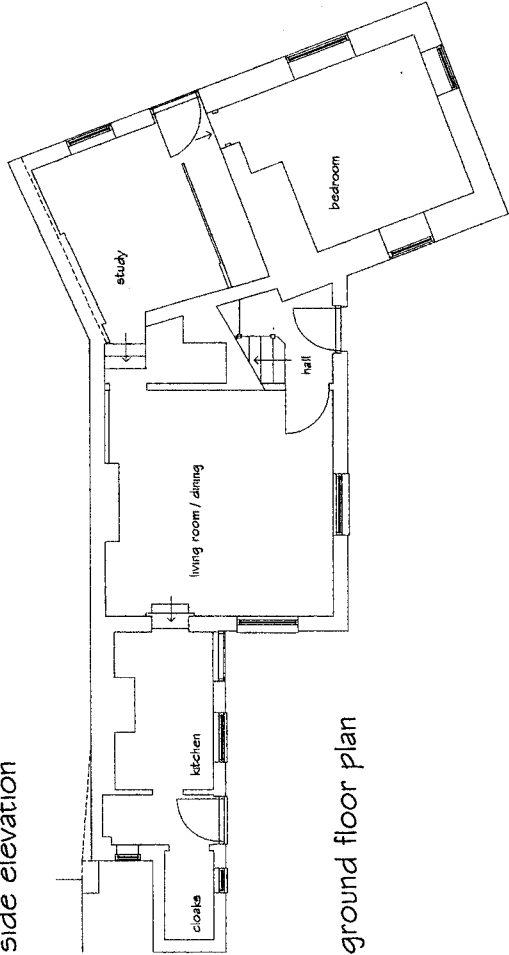 side elevation
study
bedroom
hall
living room / dining
kitchen
cloaks
ground floor plan